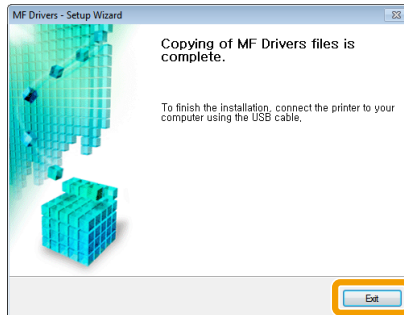 MF Drivers - Setup Wizard
Copying of MF Drivers files is
complete.
To finish the installation, connect the printer to your
computer using the USB cable.
Exit